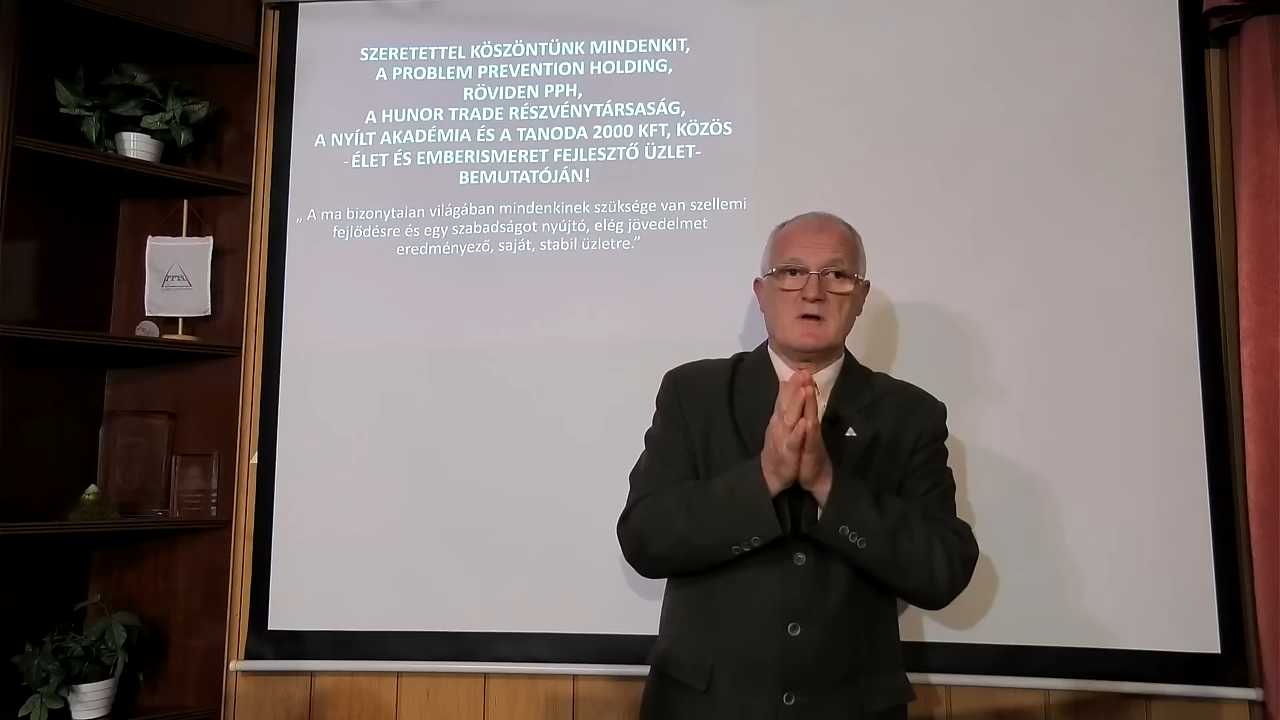 SZERETETTEL KÖSZÖNTÜNK MINDENKIT,
A PROBLEM PREVENTION HOLDING,
RÖVIDEN PPH,
A HUNOR TRADE RÉSZVÉNYTÁRSASÁG,
A NYÍLT AKADÉMIA ÉS A TANODA 2000 KFT, KÖZÖS
-ÉLET ÉS EMBERISMERET FEJLESZTŐ ÜZLET-
BEMUTATÓJÁN!
„ A ma bizonytalan világában mindenkinek szüksége van szellemi
fejlődésre és egy szabadságot nyújtó, elég jövedelmet
eredményező, saját, stabil üzletre.”